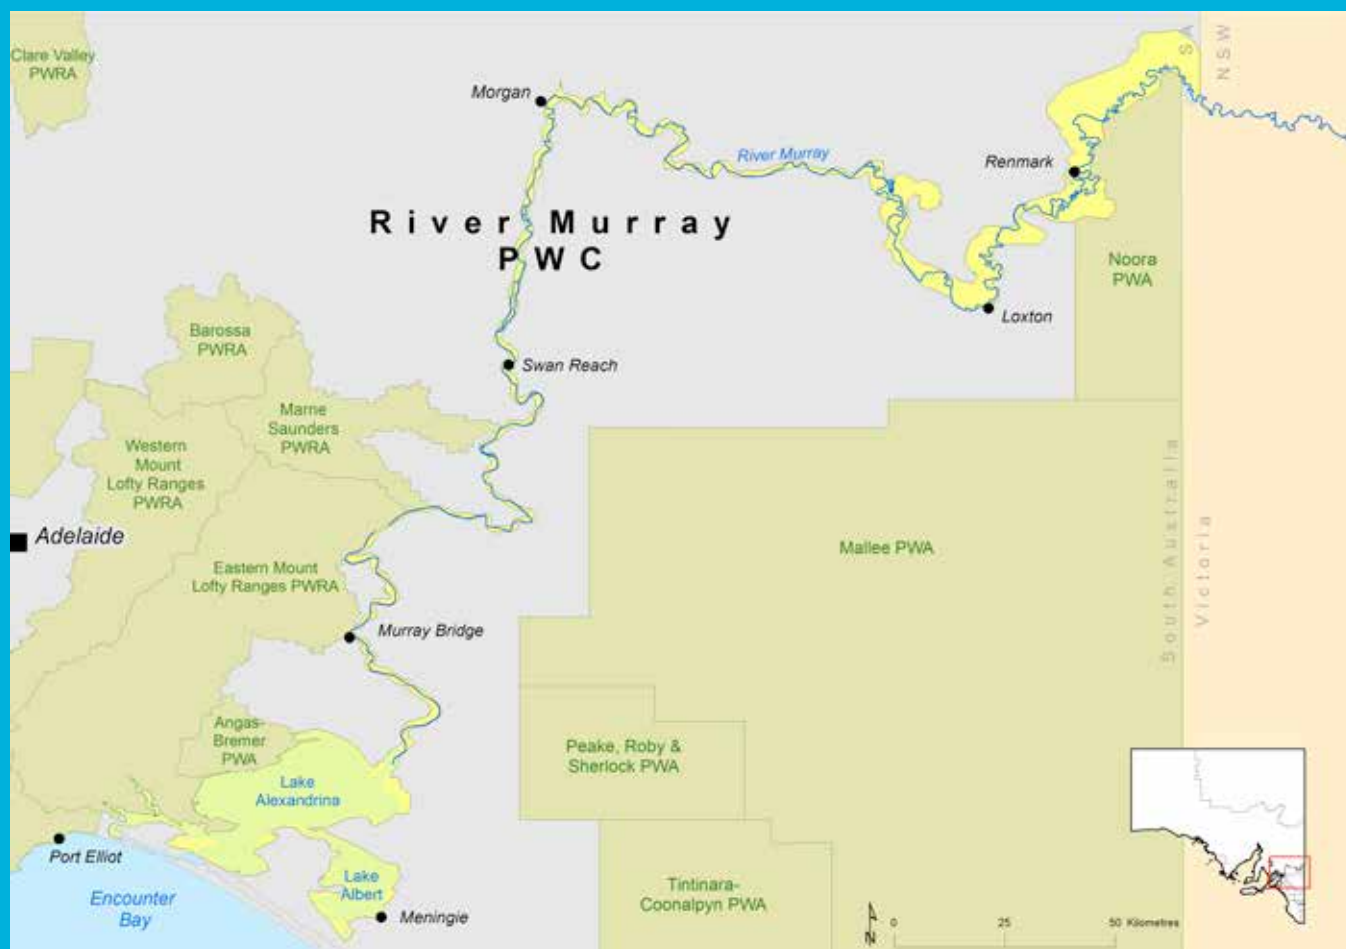 Clare Valley
PWRA
Morgan
River Murray
Renmark
SA
NSW
River Murray
PWC
Noora
PWA
Loxton
Barossa
PWRA
Swan Reach
Marne
Saunders
PWRA
Western
Mount
Lofty Ranges
PWRA
Adelaide
Eastern Mount
Lofty Ranges PWRA
Mallee PWA
South Australia
Victoria
Murray Bridge
Angas-
Bremer
PWA
Peake, Roby &
Sherlock PWA
Lake
Alexandrina
Port Elliot
Lake
Albert
Encounter
Bay
Meningie
Tintinara-
Coonalpyn PWA
N
0 25 50 Kilometres